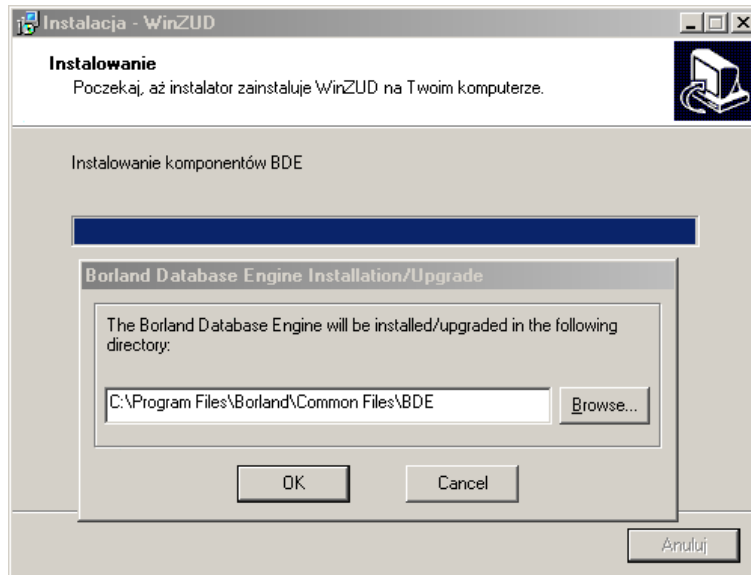 Instalacja - WinZUD
Instalowanie
Poczekaj, aż instalator zainstaluje WinZUD na Twoim komputerze.
Instalowanie komponentów BDE
Borland Database Engine Installation/Upgrade
The Borland Database Engine will be installed/upgraded in the following
directory:
C:\Program Files\Borland\Common Files\BDE
Browse...
OK
Cancel
Anuluj